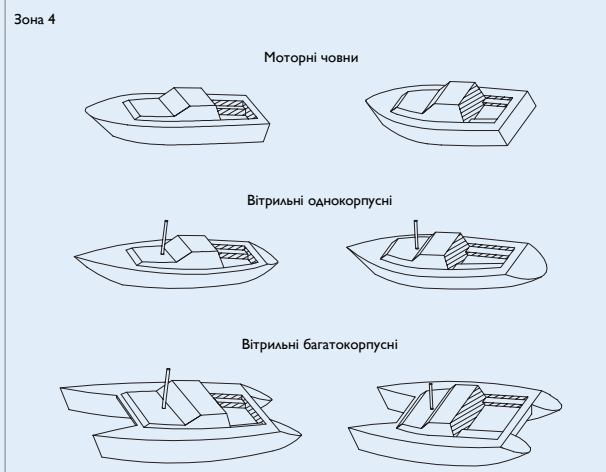 Зона 4
Моторні човни
Вітрильні однокорпусні
Вітрильні багатокорпусні